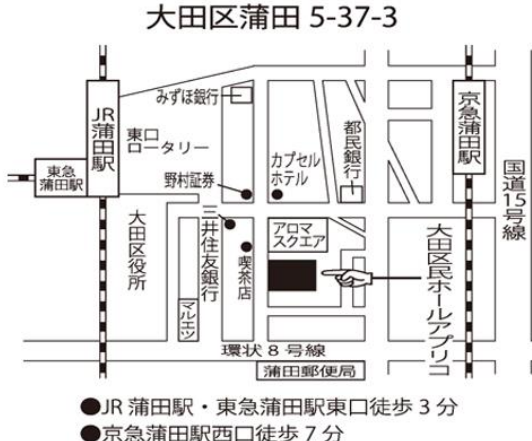 大田区蒲田 5-37-3
みずほ銀行
JR蒲田駅
東口
ロータリー
都民銀行
京急蒲田駅
国道15号線
東急
蒲田駅
野村証券
カプセル
ホテル
大田区役所
三井住友銀行
喫茶店
アロマ
スクエア
大田区民ホールアプリコ
マルエツ
環状8号線
蒲田郵便局
●JR蒲田駅・東急蒲田駅東口徒歩3分
●京急蒲田駅西口徒歩7分